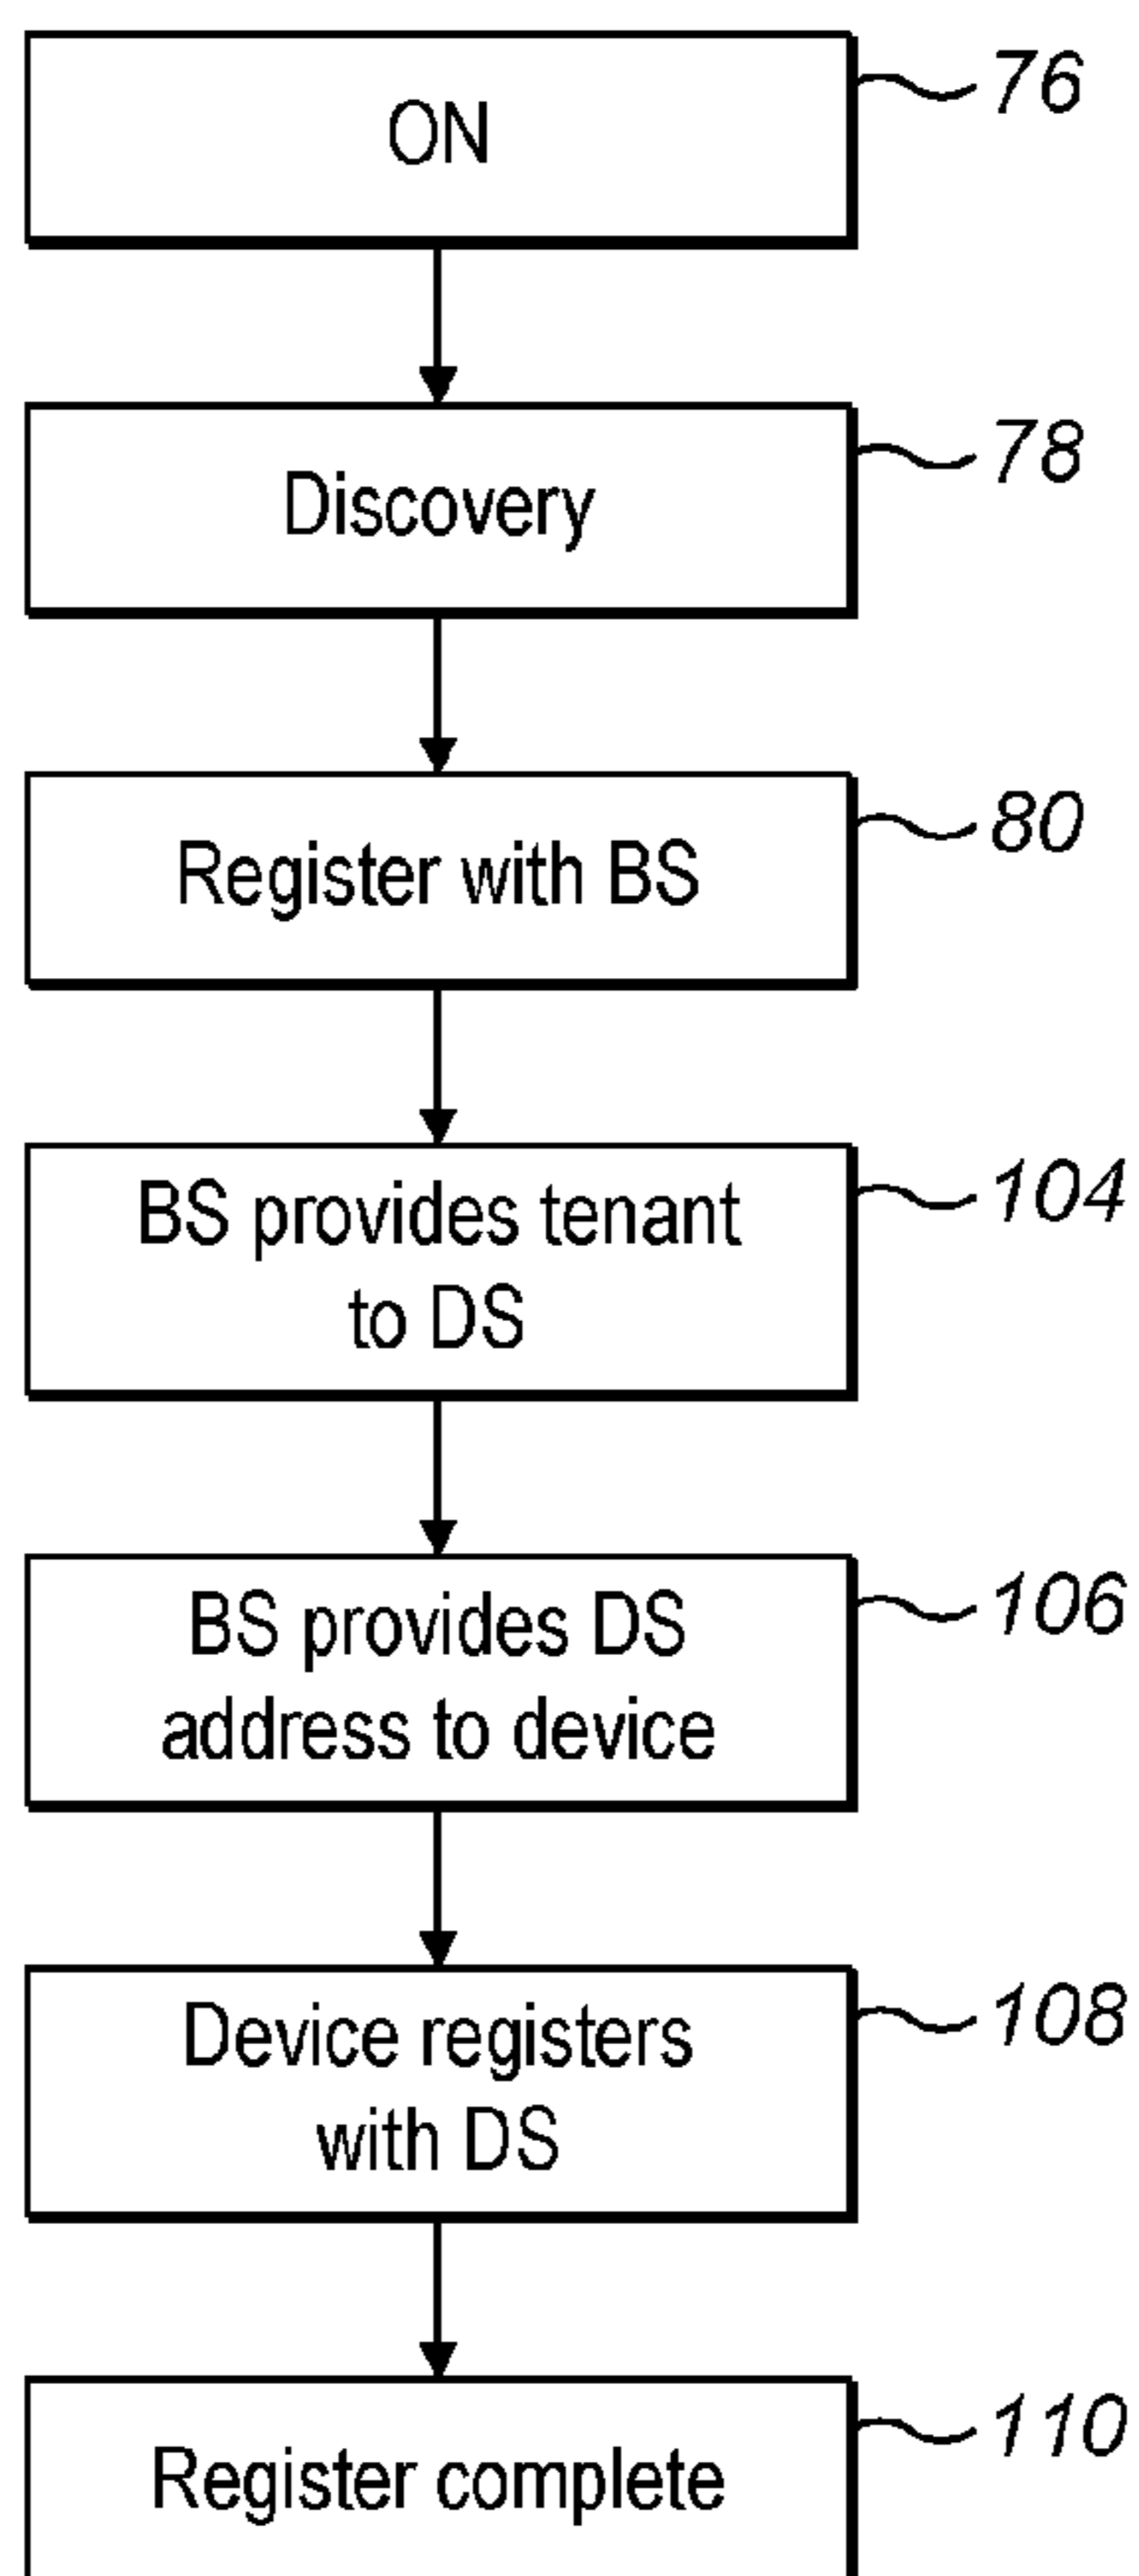 ON
76
Discovery
78
Register with BS
80
BS provides tenant
to DS
104
BS provides DS
address to device
106
Device registers
with DS
108
Register complete
110